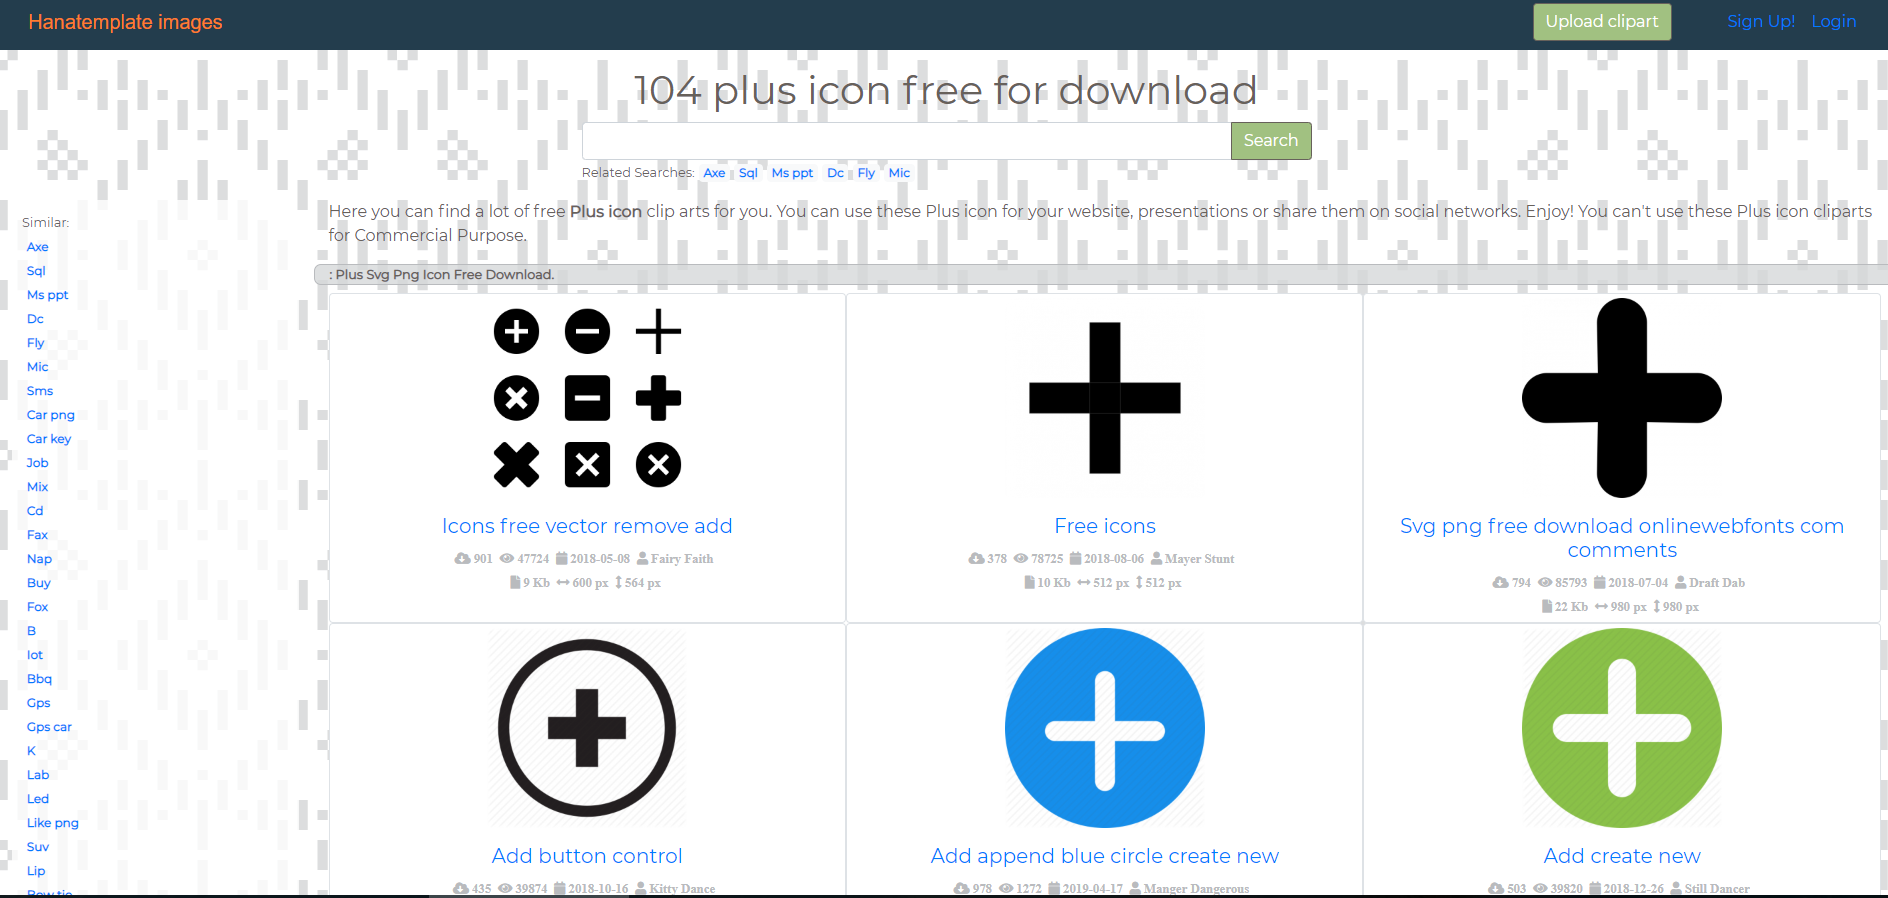 Hanatemplate images
Upload clipart
Sign Up!
Login
104 plus icon free for download
Search
Related Searches: Axe Sql Ms ppt Dc Fly Mic
Similar:
Axe
Sql
Ms ppt
Dc
Fly
Mic
Sms
Car png
Car key
Job
Mix
Cd
Fax
Nap
Buy
Fox
B
Iot
Bbq
Gps
Gps car
K
Lab
Led
Like png
Suv
Lip
Bow tie
Here you can find a lot of free Plus icon clip arts for you. You can use these Plus icon for your website, presentations or share them on social networks. Enjoy! You can't use these Plus icon cliparts
for Commercial Purpose.
: Plus Svg Png Icon Free Download.
Icons free vector remove add
901 47724 2018-05-08 Fairy Faith
9 Kb 600 px 564 px
Free icons
378 78725 2018-08-06 Mayer Stunt
10 Kb 512 px 512 px
Svg png free download onlinewebfonts com
comments
794 85793 2018-07-04 Draft Dab
22 Kb 980 px 980 px
Add button control
435 39874 2018-10-16 Kitty Dance
Add append blue circle create new
978 1272 2019-04-17 Manger Dangerous
Add create new
503 39820 2018-12-26 Still Dancer